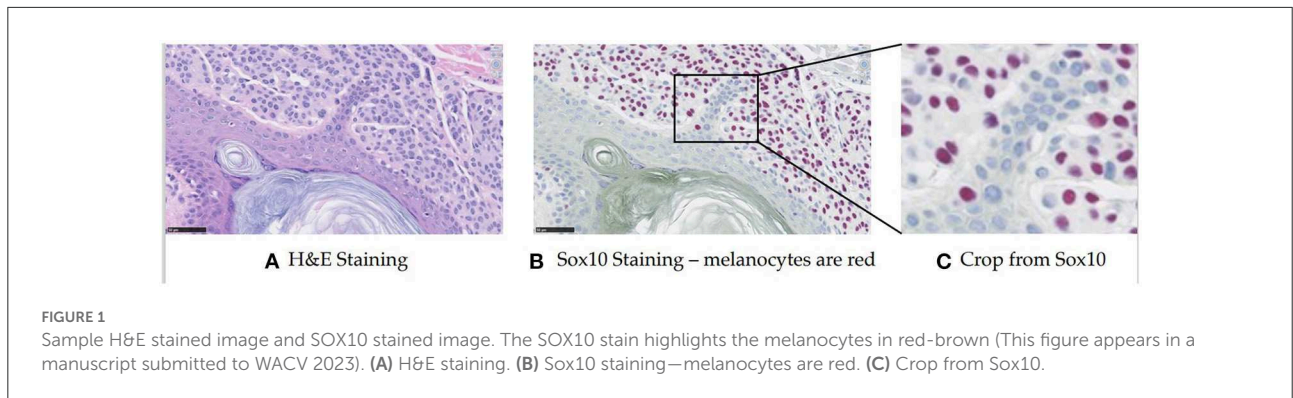 A H&E Staining
B Sox10 Staining – melanocytes are red
C Crop from Sox10
FIGURE 1
Sample H&E stained image and SOX10 stained image. The SOX10 stain highlights the melanocytes in red-brown (This figure appears in a
manuscript submitted to WACV 2023). (A) H&E staining. (B) Sox10 staining—melanocytes are red. (C) Crop from Sox10.